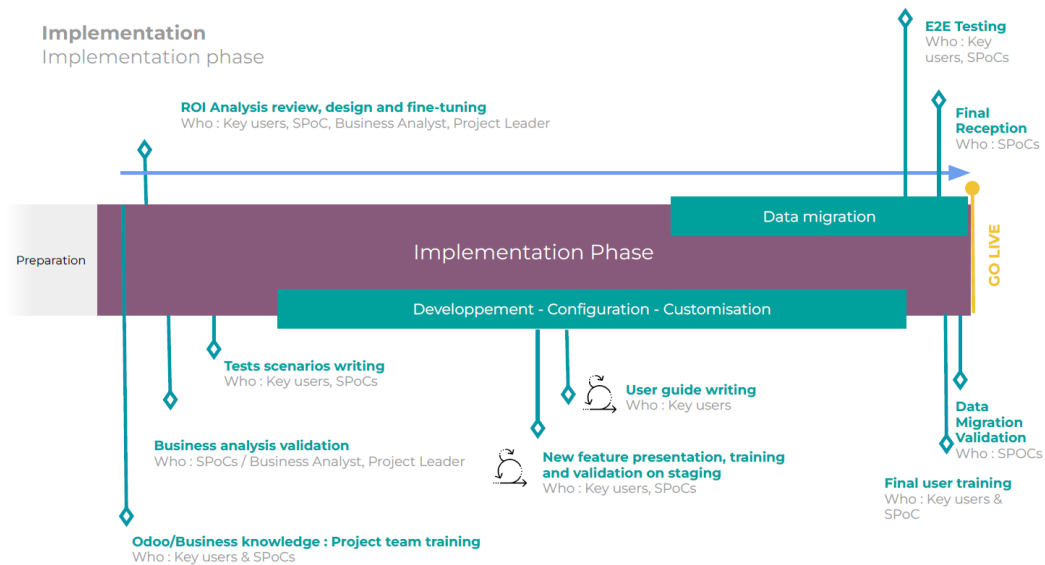 Implementation
Implementation phase
E2E Testing
Who : Key
users, SPoCs
ROI Analysis review, design and fine-tuning
Who : Key users, SPoC, Business Analyst, Project Leader
Final
Reception
Who : SPoCs
Data migration
Preparation
Implementation Phase
GO LIVE
Developpement - Configuration - Customisation
Tests scenarios writing
Who : Key users, SPoCs
User guide writing
Who : Key users
Data
Migration
Validation
Who : SPOCs
Business analysis validation
Who : SPoCs / Business Analyst, Project Leader
New feature presentation, training
and validation on staging
Who : Key users, SPoCs
Final user training
Who : Key users &
SPoC
Odoo/Business knowledge : Project team training
Who : Key users & SPoCs